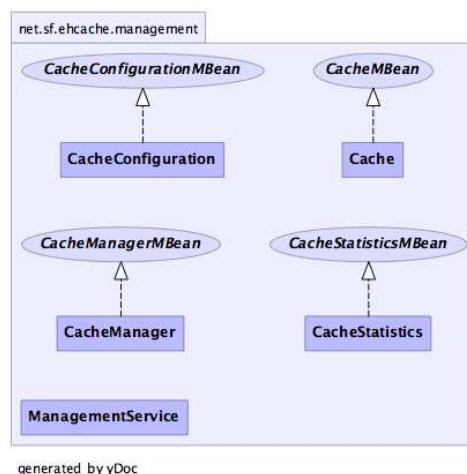 net.sf.ehcache.management
CacheConfigurationMBean
CacheMBean
CacheConfiguration
Cache
CacheManagerMBean
CacheStatisticsMBean
CacheManager
CacheStatistics
ManagementService
generated by yDoc